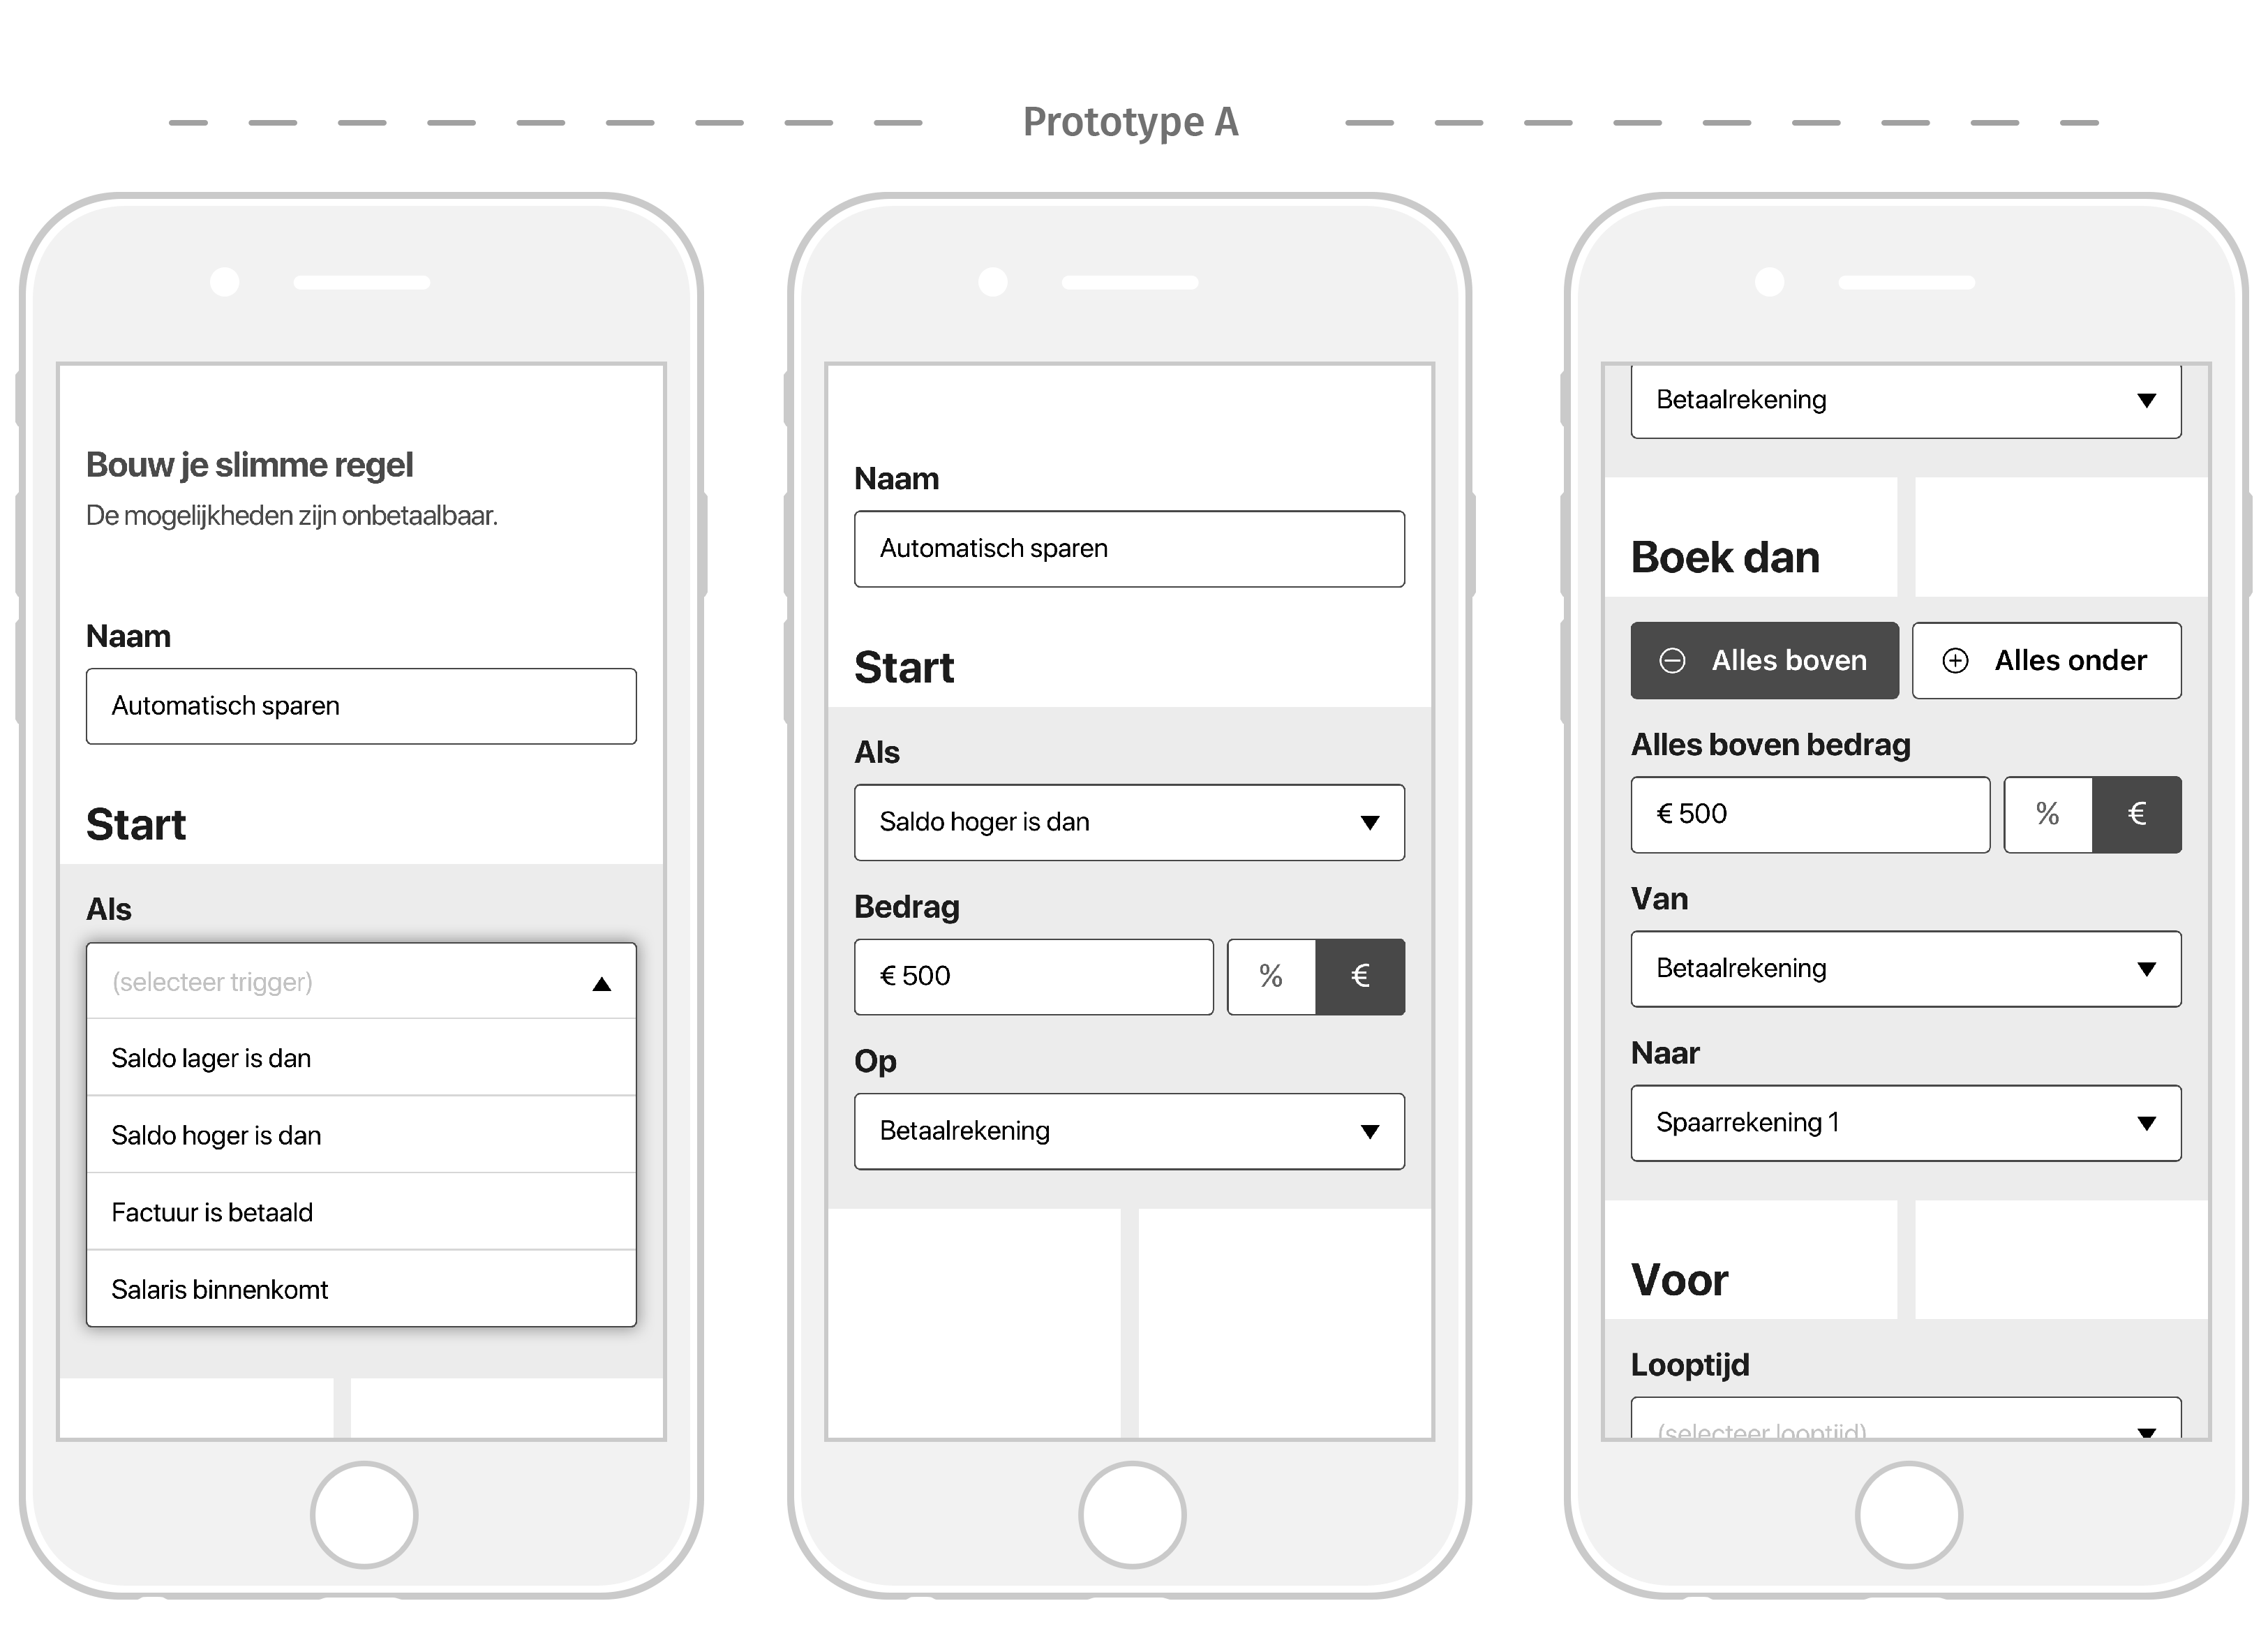 Prototype A
Bouw je slimme regel
De mogelijkheden zijn onbetaalbaar.
Naam
Automatisch sparen
Start
Als
(selecteer trigger)
Saldo lager is dan
Saldo hoger is dan
Factuur is betaald
Salaris binnenkomt
Naam
Automatisch sparen
Start
Als
Saldo hoger is dan
Bedrag
€ 500 % €
Op
Betaalrekening
Betaalrekening
Boek dan
Alles boven Alles onder
Alles boven bedrag
€ 500 % €
Van
Betaalrekening
Naar
Spaarrekening 1
Voor
Looptijd
(selecteer looptijd)